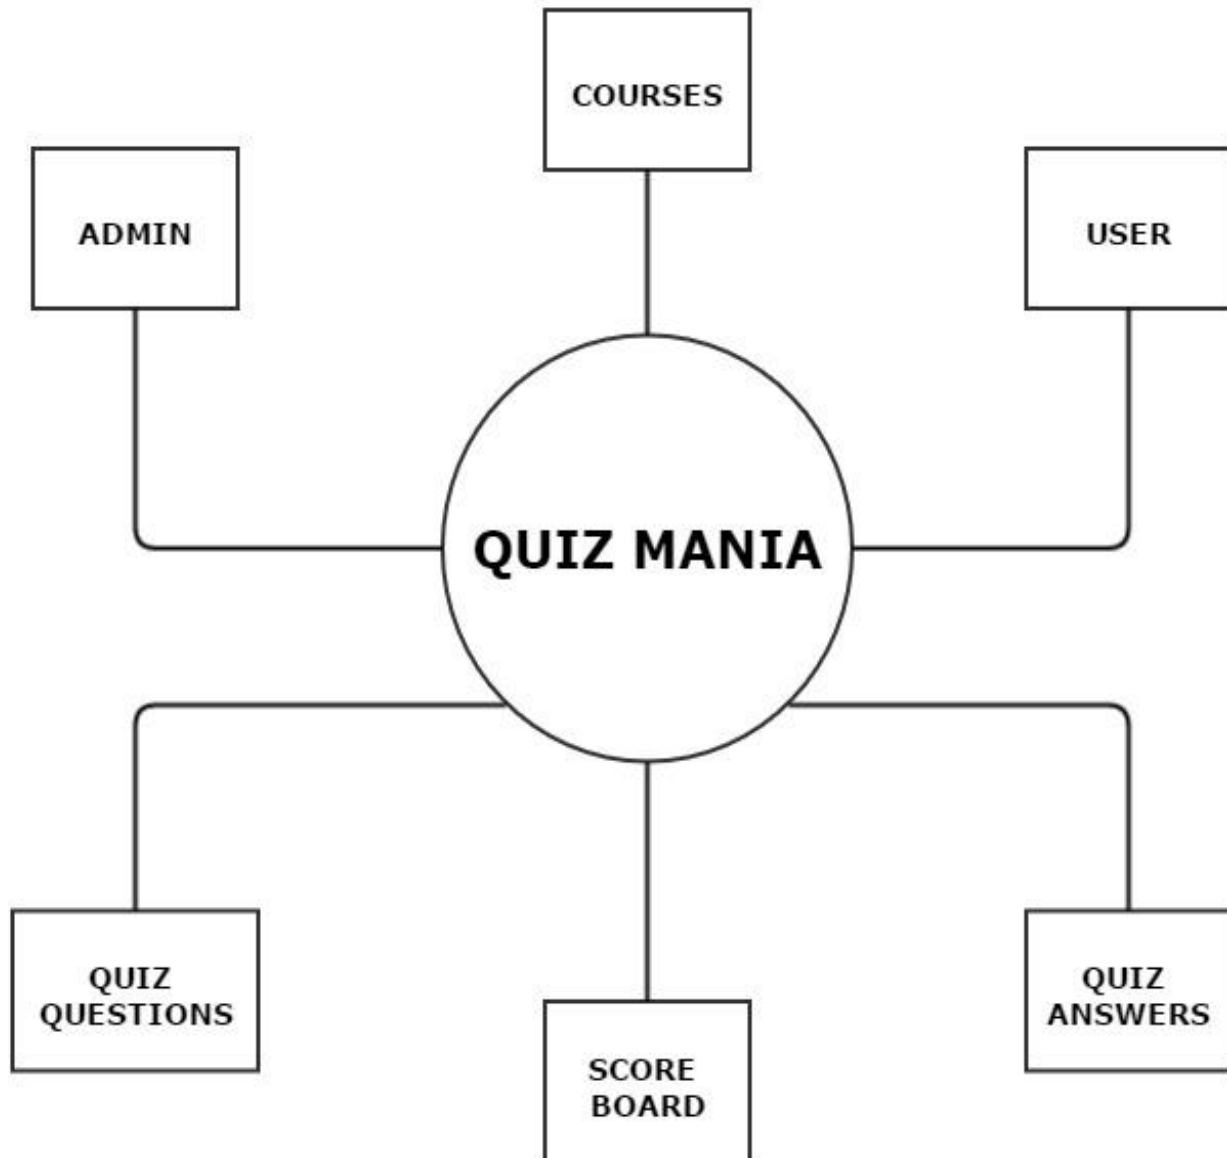 COURSES
ADMIN
USER
QUIZ MANIA
QUIZ
QUESTIONS
SCORE
BOARD
QUIZ
ANSWERS